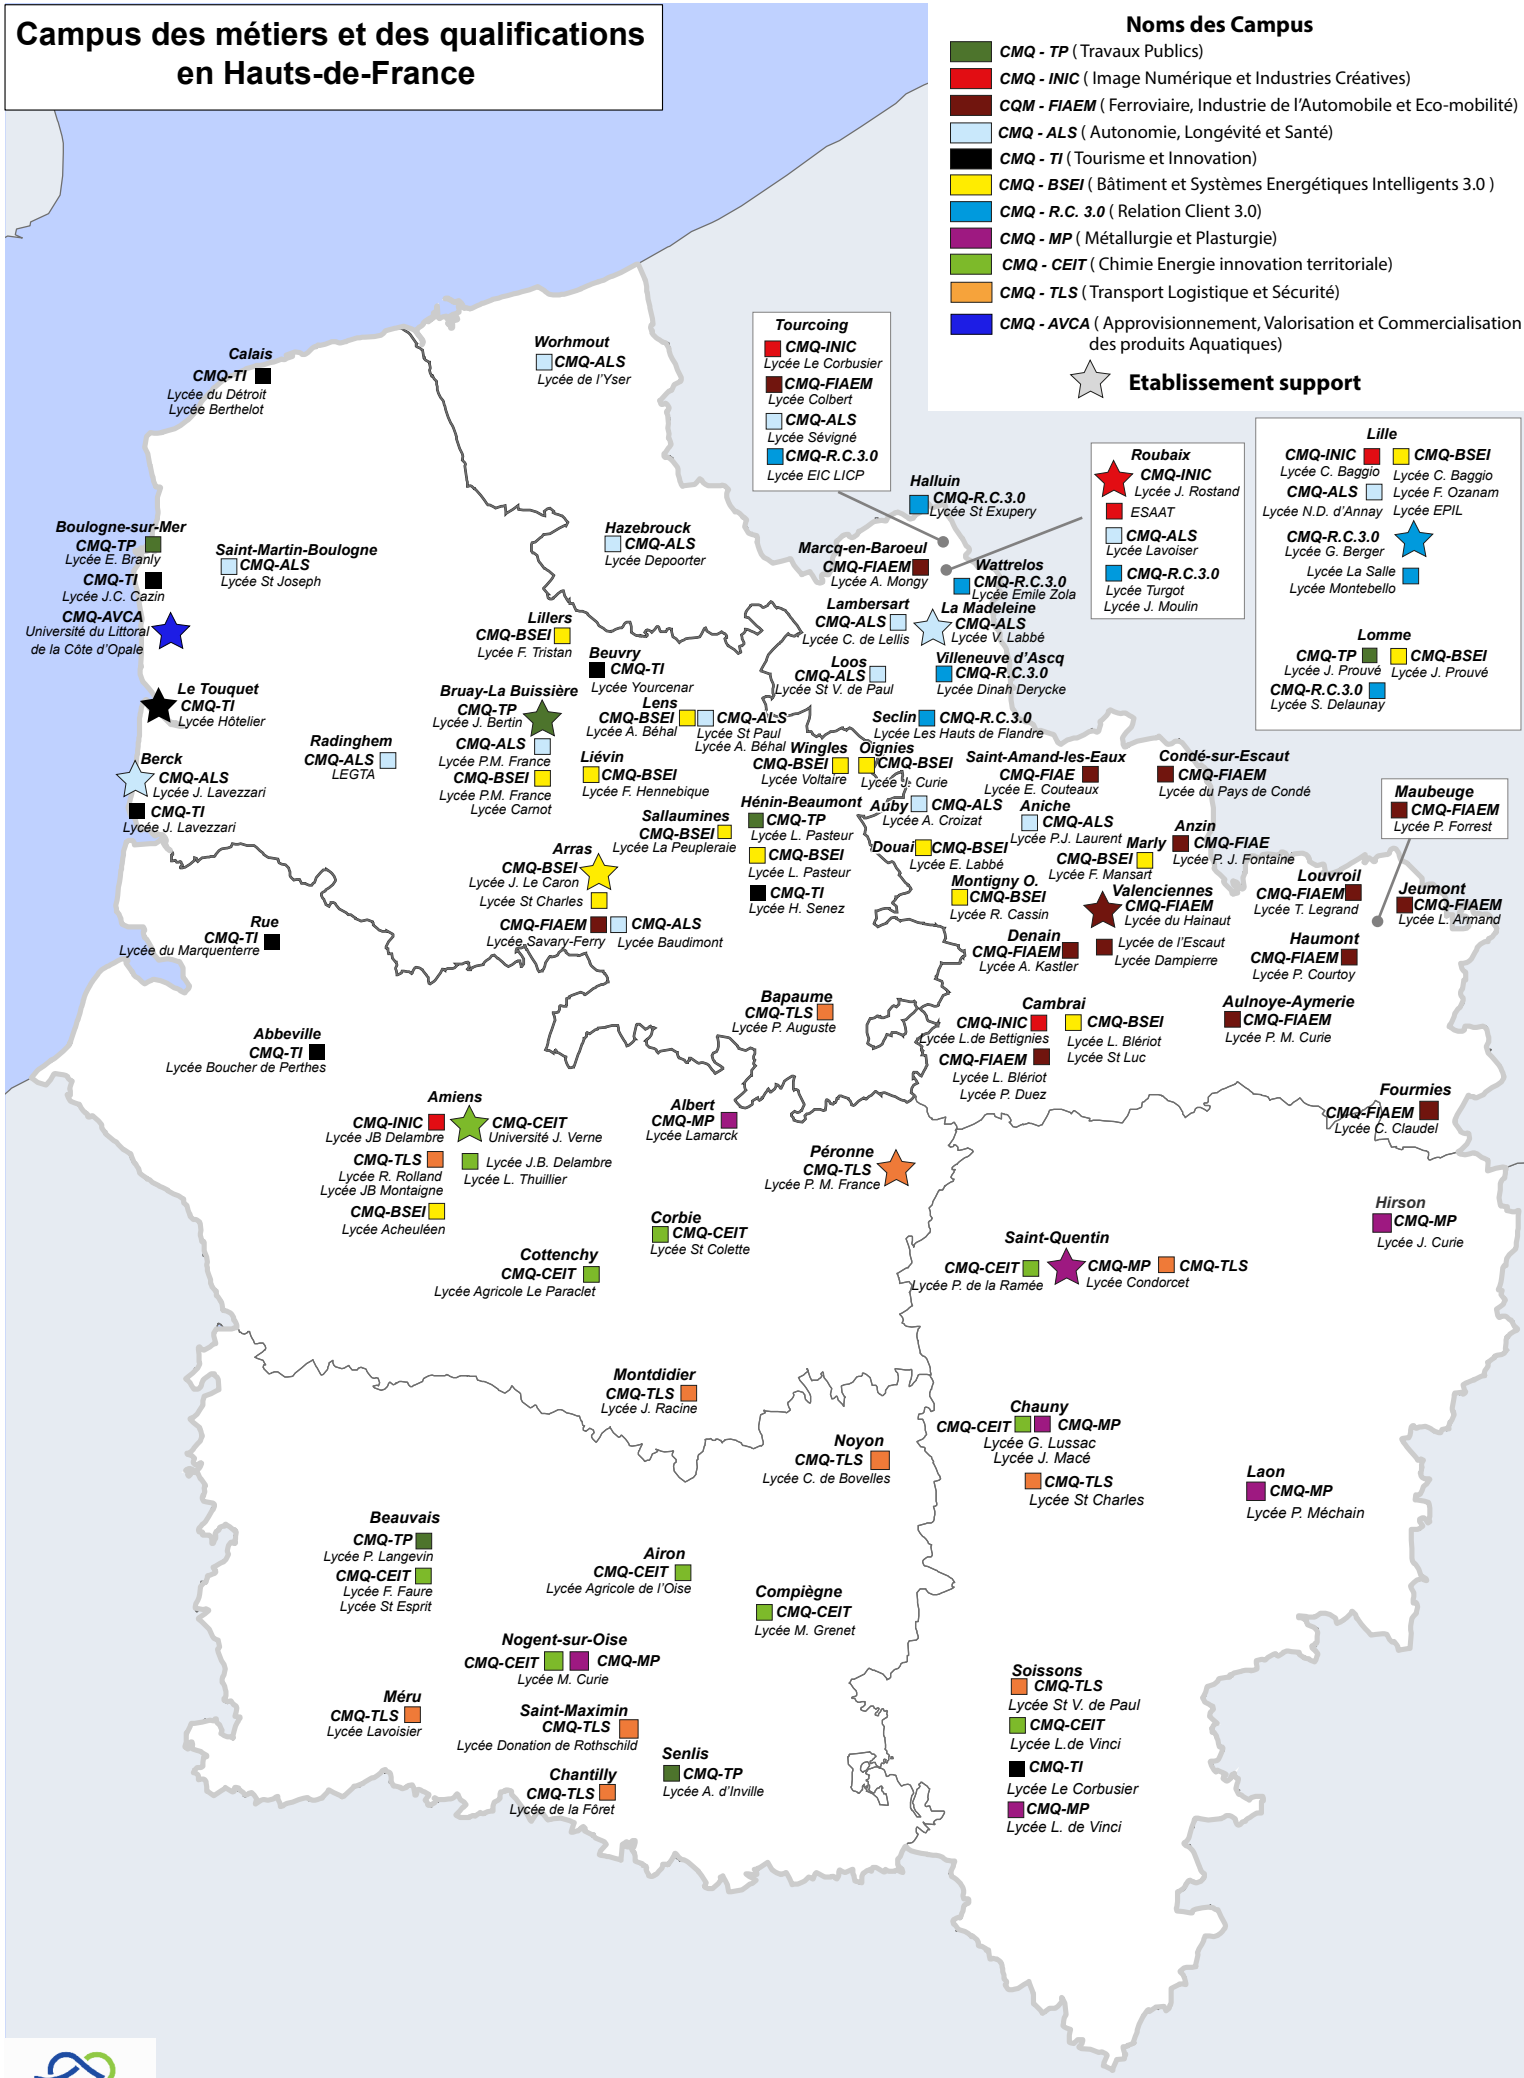 Campus des métiers et des qualifications
en Hauts-de-France
Noms des Campus
CMQ - TP ( Travaux Publics)
CMQ - INIC ( Image Numérique et Industries Créatives)
CQM - FIAEM ( Ferroviaire, Industrie de l'Automobile et Eco-mobilité)
CMQ - ALS ( Autonomie, Longévité et Santé)
CMQ - TI ( Tourisme et Innovation)
CMQ - BSEI ( Bâtiment et Systèmes Energétiques Intelligents 3.0 )
CMQ - R.C. 3.0 ( Relation Client 3.0)
CMQ - MP ( Métallurgie et Plasturgie)
CMQ - CEIT ( Chimie Energie innovation territoriale)
CMQ - TLS ( Transport Logistique et Sécurité)
CMQ - AVCA ( Approvisionnement, Valorisation et Commercialisation
des produits Aquatiques)
Etablissement support
Calais
CMQ-TI
Lycée du Détroit
Lycée Berthelot
Worhmout
CMQ-ALS
Lycée de l'Yser
Tourcoing
CMQ-INIC
Lycée Le Corbusier
CMQ-FIAEM
Lycée Colbert
CMQ-ALS
Lycée Sévigné
CMQ-R.C.3.0
Lycée EIC LICP
Roubaix
CMQ-INIC
Lycée J. Rostand
ESAAT
CMQ-ALS
Lycée Lavoiser
CMQ-R.C.3.0
Lycée Turgot
Lycée J. Moulin
Lille
CMQ-INIC
Lycée C. Baggio
CMQ-BSEI
Lycée C. Baggio
Lycée F. Ozanam
Lycée EPIL
CMQ-ALS
Lycée N.D. d'Annay
CMQ-R.C.3.0
Lycée G. Berger
Lycée La Salle
Lycée Montebello
Lomme
CMQ-TP
Lycée J. Prouvé
CMQ-BSEI
Lycée J. Prouvé
CMQ-R.C.3.0
Lycée S. Delaunay
Halluin
CMQ-R.C.3.0
Lycée St Exupery
Hazebrouck
CMQ-ALS
Lycée Depoorter
Marcq-en-Baroeul
CMQ-FIAEM
Lycée A. Mongy
Wattrelos
CMQ-R.C.3.0
Lycée Emile Zola
Boulogne-sur-Mer
CMQ-TP
Lycée E. Branly
CMQ-TI
Lycée J.C. Cazin
CMQ-AVCA
Université du Littoral
de la Côte d'Opale
Saint-Martin-Boulogne
CMQ-ALS
Lycée St Joseph
Lambersart
CMQ-ALS
Lycée C. de Lellis
La Madeleine
CMQ-ALS
Lycée V. Labbé
Lillers
CMQ-BSEI
Lycée F. Tristan
Beuvry
CMQ-TI
Lycée Yourcenar
Loos
CMQ-ALS
Lycée St V. de Paul
Villeneuve d'Ascq
CMQ-R.C.3.0
Lycée Dinah Derycke
Le Touquet
CMQ-TI
Lycée Hôtelier
Bruay-La Buissière
CMQ-TP
Lycée J. Bertin
CMQ-ALS
Lycée P.M. France
CMQ-BSEI
Lycée P.M. France
Lycée Carnot
Lens
CMQ-BSEI
Lycée A. Béhal
CMQ-ALS
Lycée St Paul
Lycée A. Béhal
Seclin
CMQ-R.C.3.0
Lycée Les Hauts de Flandre
Radinghem
CMQ-ALS
LEGTA
Berck
CMQ-ALS
Lycée J. Lavezzari
CMQ-TI
Lycée J. Lavezzari
Liévin
CMQ-BSEI
Lycée F. Hennebique
Wingles
CMQ-BSEI
Lycée Voltaire
Oignies
CMQ-BSEI
Lycée J. Curie
Saint-Amand-les-Eaux
CMQ-FIAE
Lycée E. Couteaux
Condé-sur-Escaut
CMQ-FIAEM
Lycée du Pays de Condé
Maubeuge
CMQ-FIAEM
Lycée P. Forrest
Sallaumines
CMQ-BSEI
Lycée La Peupleraie
Hénin-Beaumont
CMQ-TP
Lycée L. Pasteur
CMQ-BSEI
Lycée L. Pasteur
CMQ-TI
Lycée H. Senez
Auby
CMQ-ALS
Lycée A. Croizat
Aniche
CMQ-ALS
Lycée P.J. Laurent
Anzin
CMQ-FIAE
Lycée P. J. Fontaine
Douai
CMQ-BSEI
Lycée E. Labbé
Marly
CMQ-BSEI
Lycée F. Mansart
Arras
CMQ-BSEI
Lycée J. Le Caron
Lycée St Charles
CMQ-FIAEM
Lycée Savary-Ferry
CMQ-ALS
Lycée Baudimont
Montigny O.
CMQ-BSEI
Lycée R. Cassin
Valenciennes
CMQ-FIAEM
Lycée du Hainaut
Lycée de l'Escaut
Lycée Dampierre
Louvroil
CMQ-FIAEM
Lycée T. Legrand
Jeumont
CMQ-FIAEM
Lycée L. Armand
Denain
CMQ-FIAEM
Lycée A. Kastler
Haumont
CMQ-FIAEM
Lycée P. Courtoy
Rue
CMQ-TI
Lycée du Marquenterre
Bapaume
CMQ-TLS
Lycée P. Auguste
Cambrai
CMQ-INIC
Lycée L.de Bettignies
CMQ-BSEI
Lycée L. Blériot
Lycée St Luc
CMQ-FIAEM
Lycée L. Blériot
Lycée P. Duez
Aulnoye-Aymerie
CMQ-FIAEM
Lycée P. M. Curie
Abbeville
CMQ-TI
Lycée Boucher de Perthes
Fourmies
CMQ-FIAEM
Lycée C. Claudel
Amiens
CMQ-INIC
Lycée JB Delambre
CMQ-CEIT
Université J. Verne
Lycée J.B. Delambre
Lycée L. Thuillier
CMQ-TLS
Lycée R. Rolland
Lycée JB Montaigne
CMQ-BSEI
Lycée Acheuléen
Albert
CMQ-MP
Lycée Lamarck
Péronne
CMQ-TLS
Lycée P. M. France
Hirson
CMQ-MP
Lycée J. Curie
Corbie
CMQ-CEIT
Lycée St Colette
Cottenchy
CMQ-CEIT
Lycée Agricole Le Paraclet
Saint-Quentin
CMQ-CEIT
Lycée P. de la Ramée
CMQ-MP
Lycée Condorcet
CMQ-TLS
Montdidier
CMQ-TLS
Lycée J. Racine
Noyon
CMQ-TLS
Lycée C. de Bovelles
Chauny
CMQ-CEIT
CMQ-MP
Lycée G. Lussac
Lycée J. Macé
CMQ-TLS
Lycée St Charles
Laon
CMQ-MP
Lycée P. Méchain
Beauvais
CMQ-TP
Lycée P. Langevin
CMQ-CEIT
Lycée F. Faure
Lycée St Esprit
Airon
CMQ-CEIT
Lycée Agricole de l'Oise
Compiègne
CMQ-CEIT
Lycée M. Grenet
Nogent-sur-Oise
CMQ-CEIT
CMQ-MP
Lycée M. Curie
Méru
CMQ-TLS
Lycée Lavoisier
Saint-Maximin
CMQ-TLS
Lycée Donation de Rothschild
Senlis
CMQ-TP
Lycée A. d'Inville
Chantilly
CMQ-TLS
Lycée de la Fôret
Soissons
CMQ-TLS
Lycée St V. de Paul
CMQ-CEIT
Lycée L.de Vinci
CMQ-TI
Lycée Le Corbusier
CMQ-MP
Lycée L. de Vinci